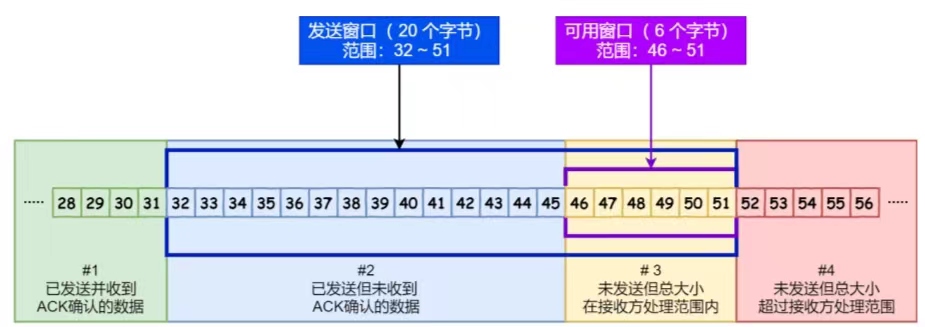 发送窗口（20 个字节）
范围：32 ~ 51
可用窗口（6 个字节）
范围：46 ~ 51
..... 28 29 30 31 32 33 34 35 36 37 38 39 40 41 42 43 44 45 46 47 48 49 50 51 52 53 54 55 56 .....
#1
已发送并收到
ACK确认的数据
#2
已发送但未收到
ACK确认的数据
# 3
未发送但总大小
在接收方处理范围内
#4
未发送但总大小
超过接收方处理范围